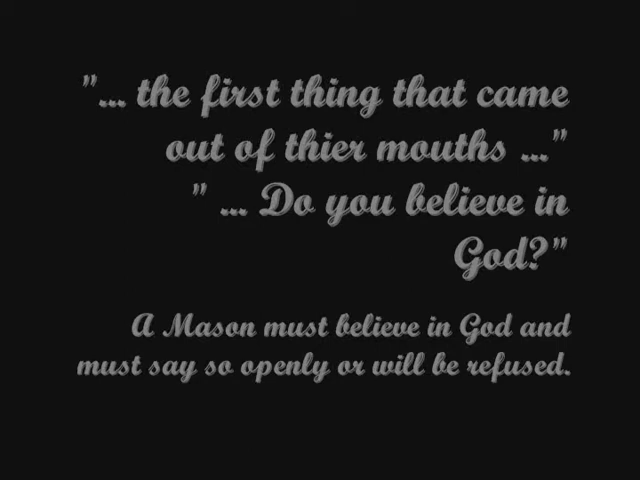 "... the first thing that came
out of thier mouths ..."
" ... Do you believe in
God?"
A Mason must believe in God and
must say so openly or will be refused.